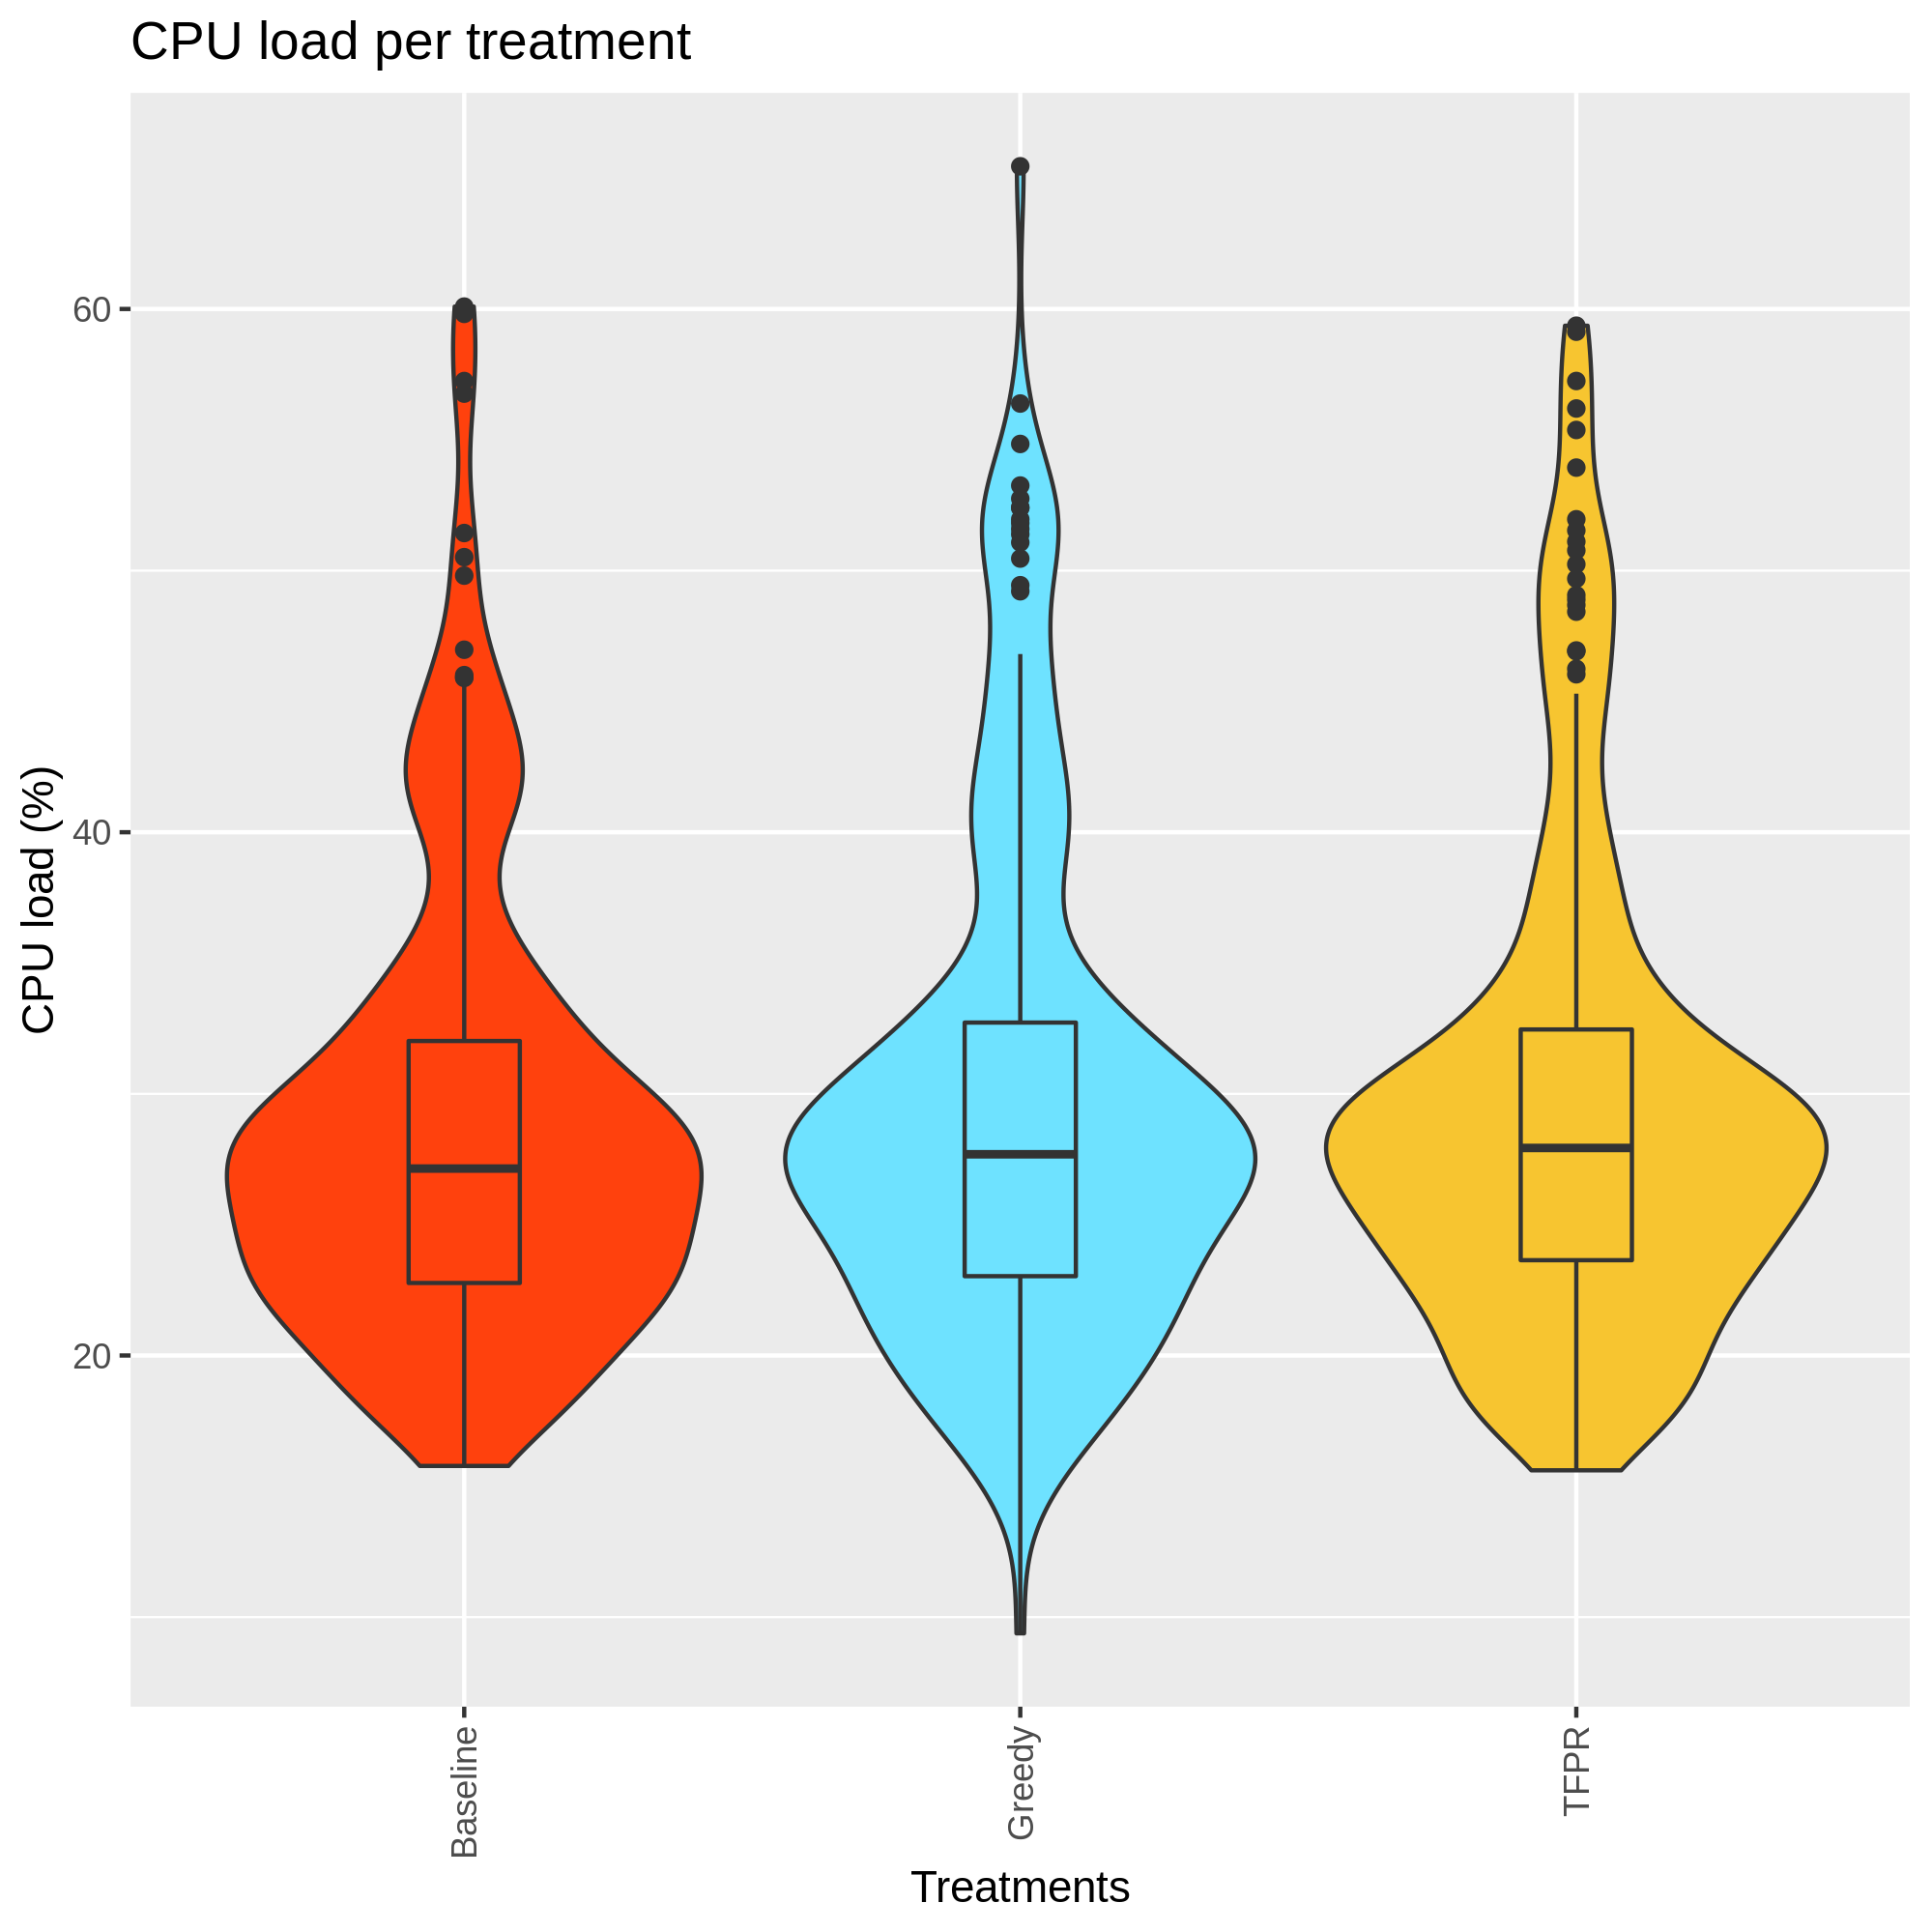 CPU load per treatment
CPU load (%)
60
40
20
Baseline
Greedy
TFPR
Treatments